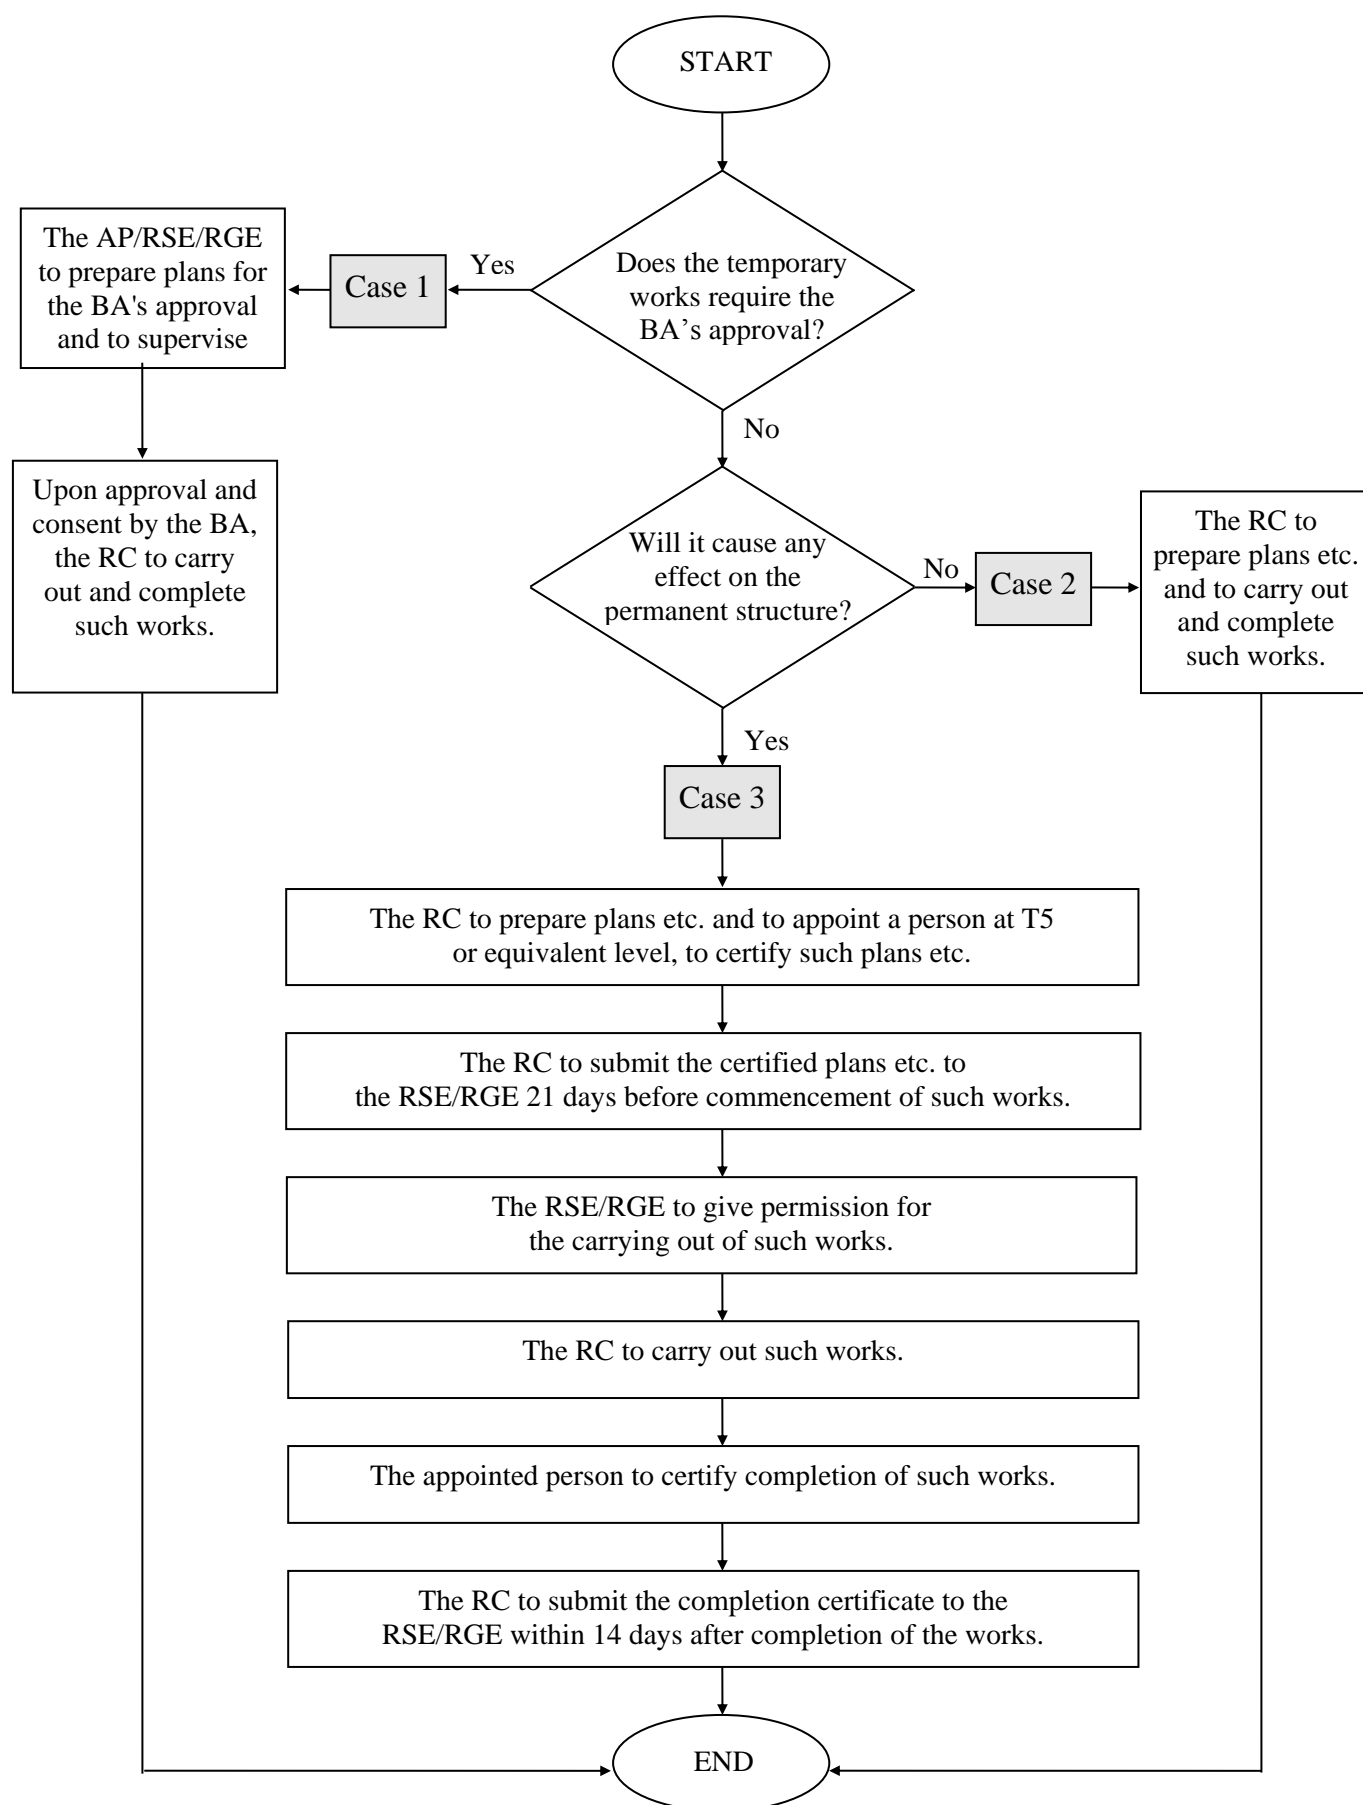 START
Does the temporary
works require the
BA’s approval?
Yes
Case 1
The AP/RSE/RGE
to prepare plans for
the BA's approval
and to supervise
Upon approval and
consent by the BA,
the RC to carry
out and complete
such works.
No
Will it cause any
effect on the
permanent structure?
No
Case 2
The RC to
prepare plans etc.
and to carry out
and complete
such works.
Yes
Case 3
The RC to prepare plans etc. and to appoint a person at T5
or equivalent level, to certify such plans etc.
The RC to submit the certified plans etc. to
the RSE/RGE 21 days before commencement of such works.
The RSE/RGE to give permission for
the carrying out of such works.
The RC to carry out such works.
The appointed person to certify completion of such works.
The RC to submit the completion certificate to the
RSE/RGE within 14 days after completion of the works.
END